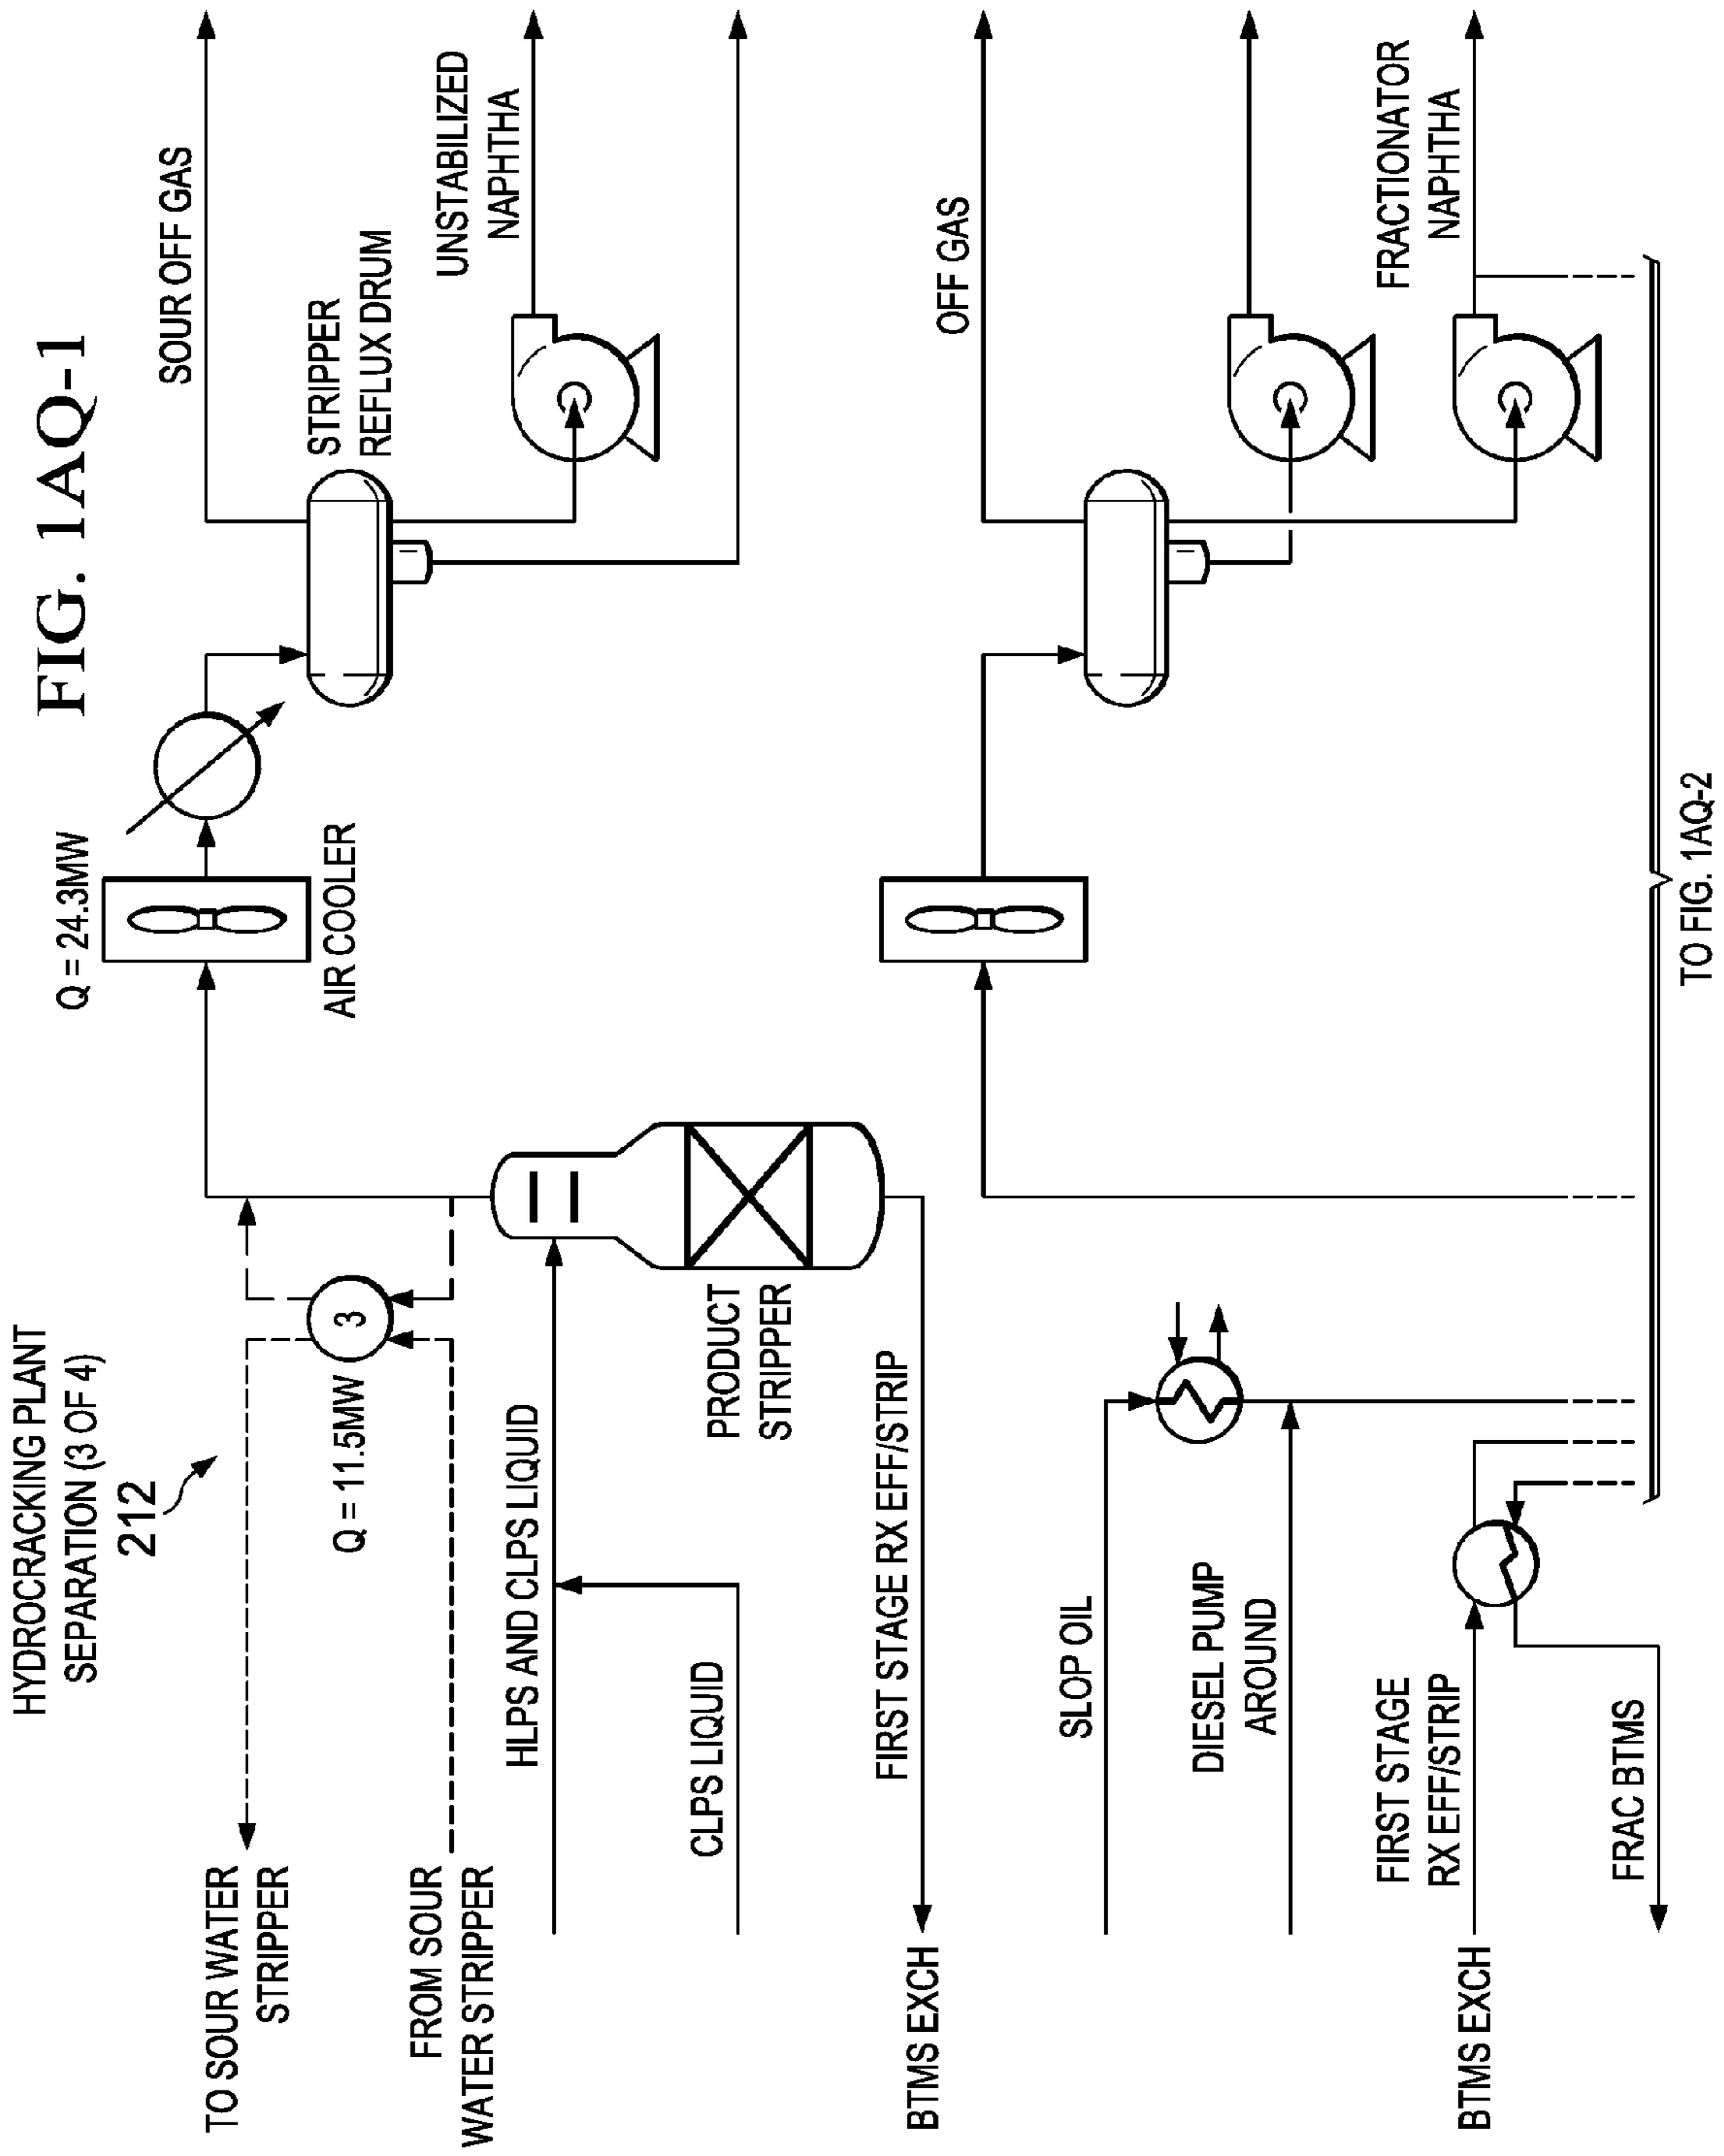 FIG. 1AQ-1
HYDROCRACKING PLANT
SEPARATION (3 OF 4)
212
TO SOUR WATER
STRIPPER
FROM SOUR
WATER STRIPPER
Q = 11.5MW
3
HLPS AND CLPS LIQUID
CLPS LIQUID
PRODUCT
STRIPPER
FIRST STAGE RX EFF/STRIP
BTMS EXCH
Q = 24.3MW
AIR COOLER
SOUR OFF GAS
STRIPPER
REFLUX DRUM
UNSTABILIZED
NAPHTHA
SLOP OIL
DIESEL PUMP
AROUND
FIRST STAGE
RX EFF/STRIP
BTMS EXCH
FRAC BTMS
OFF GAS
FRACTIONATOR
NAPHTHA
TO FIG. 1AQ-2